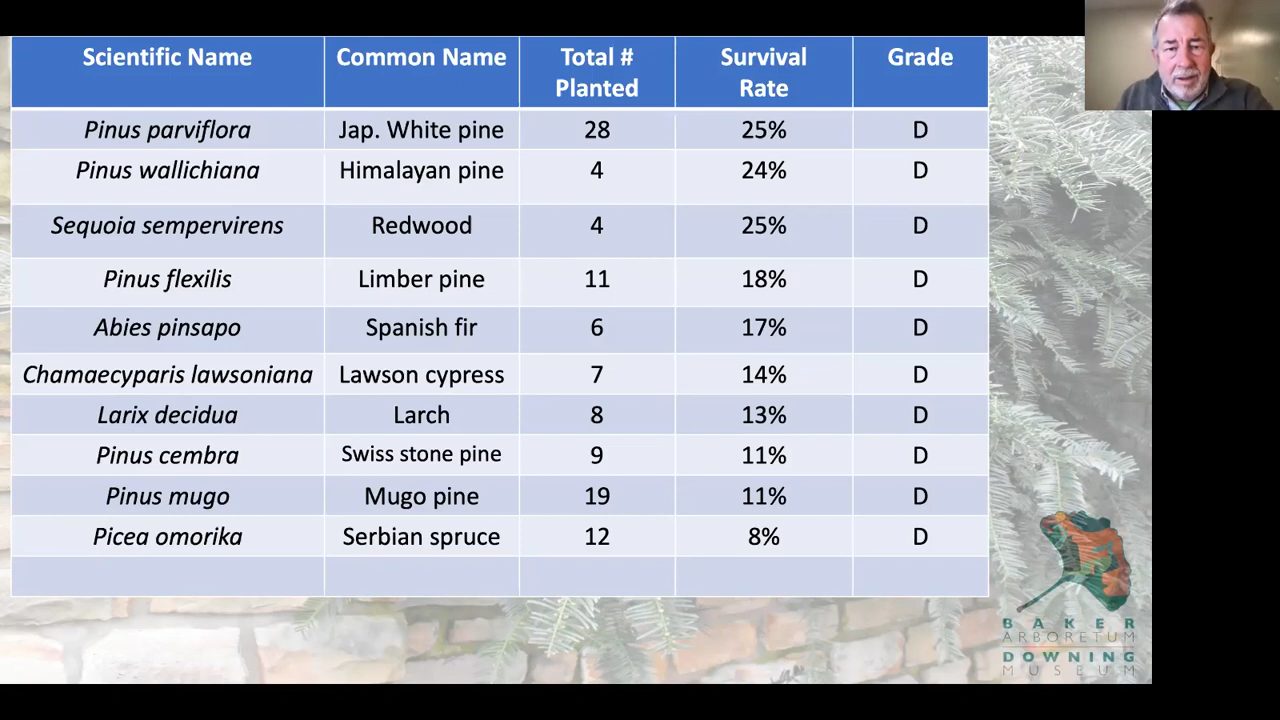 Scientific Name Common Name Total # Planted Survival Rate Grade
Pinus parviflora Jap. White pine 28 25% D
Pinus wallichiana Himalayan pine 4 24% D
Sequoia sempervirens Redwood 4 25% D
Pinus flexilis Limber pine 11 18% D
Abies pinsapo Spanish fir 6 17% D
Chamaecyparis lawsoniana Lawson cypress 7 14% D
Larix decidua Larch 8 13% D
Pinus cembra Swiss stone pine 9 11% D
Pinus mugo Mugo pine 19 11% D
Picea omorika Serbian spruce 12 8% D
BAKER
ARBORETUM
DOWNING
MUSEUM